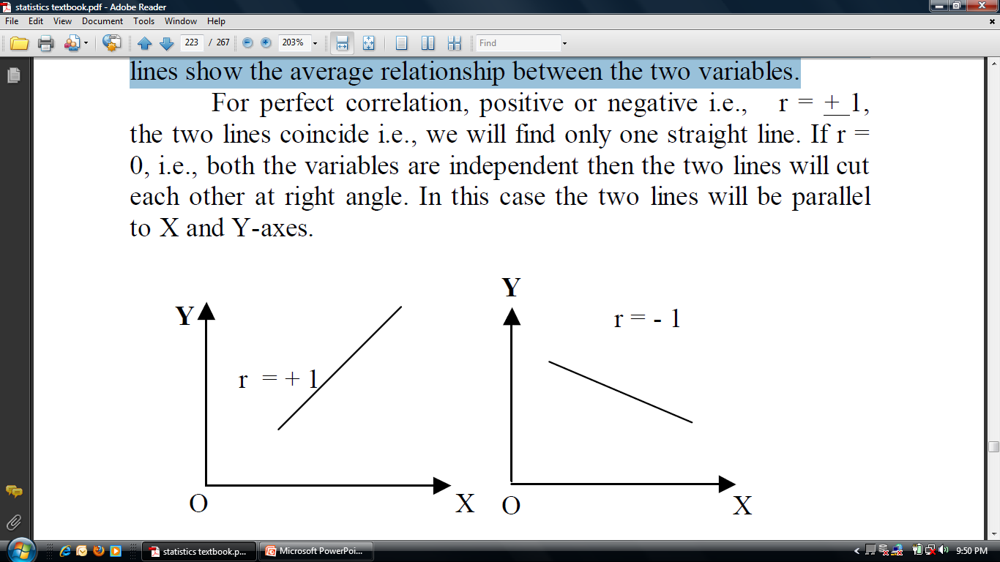 statistics textbook.pdf - Adobe Reader
File Edit View Document Tools Window Help
223 / 267 203% Find
lines show the average relationship between the two variables.
For perfect correlation, positive or negative i.e., r = + 1,
the two lines coincide i.e., we will find only one straight line. If r =
0, i.e., both the variables are independent then the two lines will cut
each other at right angle. In this case the two lines will be parallel
to X and Y-axes.
Y
r = - 1
Y
r = + 1
O X O X
statistics textbook.p... Microsoft PowerPoi... 9:50 PM